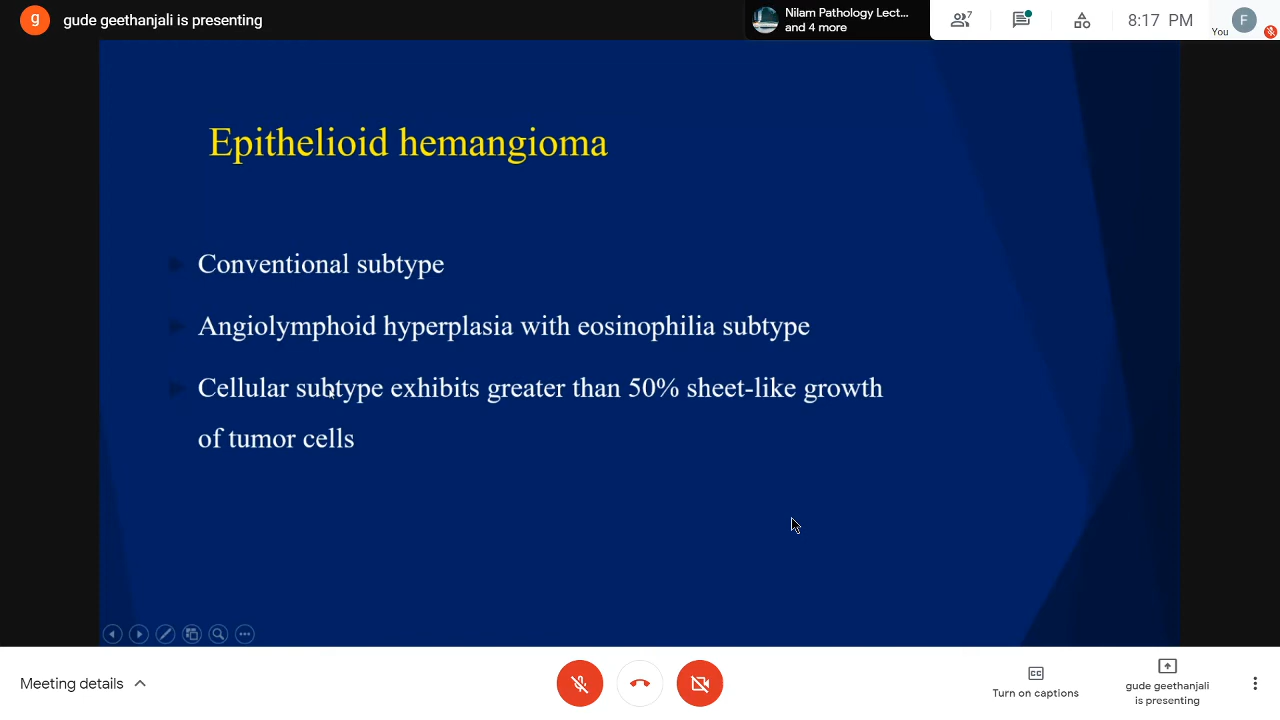 g
gude geethanjali is presenting
Nilam Pathology Lect...
and 4 more
7
8:17 PM
You
F
Epithelioid hemangioma
Conventional subtype
Angiolymphoid hyperplasia with eosinophilia subtype
Cellular subtype exhibits greater than 50% sheet-like growth
of tumor cells
Meeting details
CC
Turn on captions
gude geethanjali
is presenting